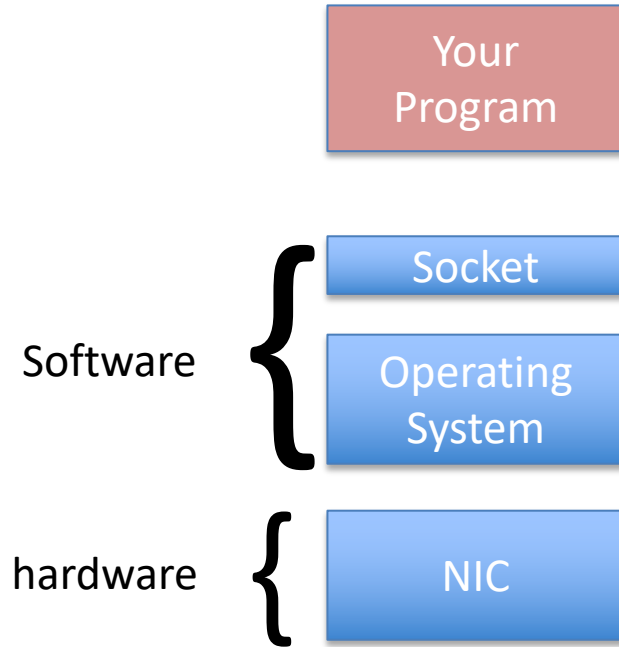 Your
Program
Socket
Software
Operating
System
hardware
NIC